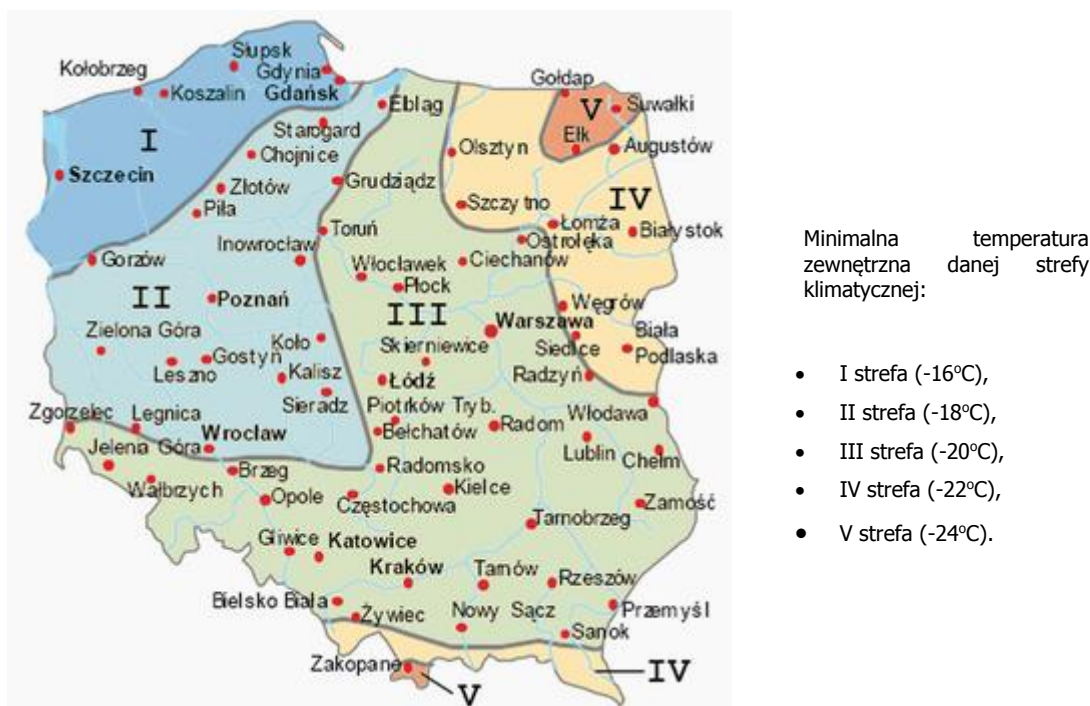 Słupsk
Kołobrzeg
Gdynia
Koszalin
Gdańsk
Elbląg
Gołdap
V
Suwałki
I
Starogard
Ełk
Chojnice
Olsztyn
Augustów
Szczecin
Złotów
Grudziądz
Szczytno
IV
Piła
Toruń
Łomża
Białystok
Inowrocław
Ostrołęka
Gorzów
Włocławek
Ciechanów
II
Poznań
Płock
III
Węgrów
Zielona Góra
Koło
Warszawa
Biała
Podlaska
Skierniewice
Siedlce
Gostyń
Leszno
Kalisz
Łódź
Radzyń
Sieradz
Zgorzelec
Legnica
Piotrków Tryb.
Włodawa
Wrocław
Bełchatów
Radom
Jelenia Góra
Lublin
Chełm
Brzeg
Radomsko
Wałbrzych
Opole
Kielce
Częstochowa
Zamość
Tarnobrzeg
Gliwice
Katowice
Kraków
Tarnów
Rzeszów
Bielsko Biała
Żywiec
Nowy Sącz
Przemyśl
Sanok
Zakopane
V
IV
Minimalna temperatura
zewnętrzna danej strefy
klimatycznej:
• I strefa (-16°C),
• II strefa (-18°C),
• III strefa (-20°C),
• IV strefa (-22°C),
• V strefa (-24°C).